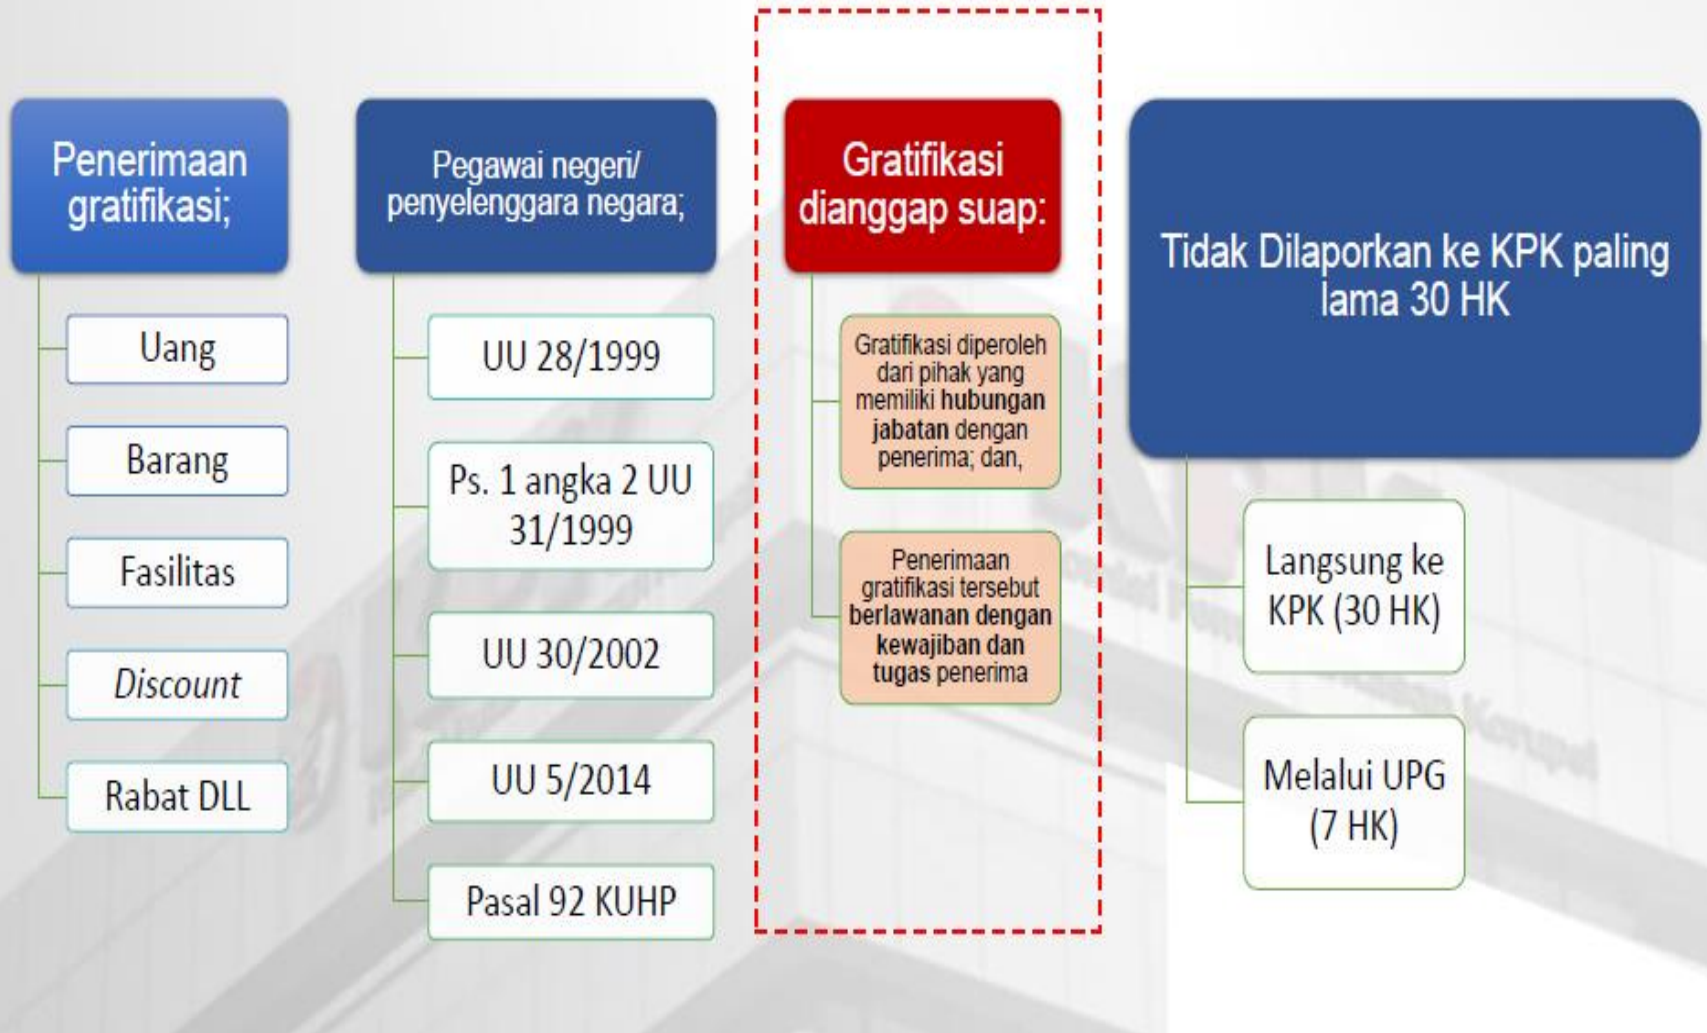 Penerimaan
gratifikasi;
Uang
Barang
Fasilitas
Discount
Rabat DLL
Pegawai negeri/
penyelenggara negara;
UU 28/1999
Ps. 1 angka 2 UU
31/1999
UU 30/2002
UU 5/2014
Pasal 92 KUHP
Gratifikasi
dianggap suap:
Gratifikasi diperoleh
dari pihak yang
memiliki hubungan
jabatan dengan
penerima; dan,
Penerimaan
gratifikasi tersebut
berlawanan dengan
kewajiban dan
tugas penerima
Tidak Dilaporkan ke KPK paling
lama 30 HK
Langsung ke
KPK (30 HK)
Melalui UPG
(7 HK)